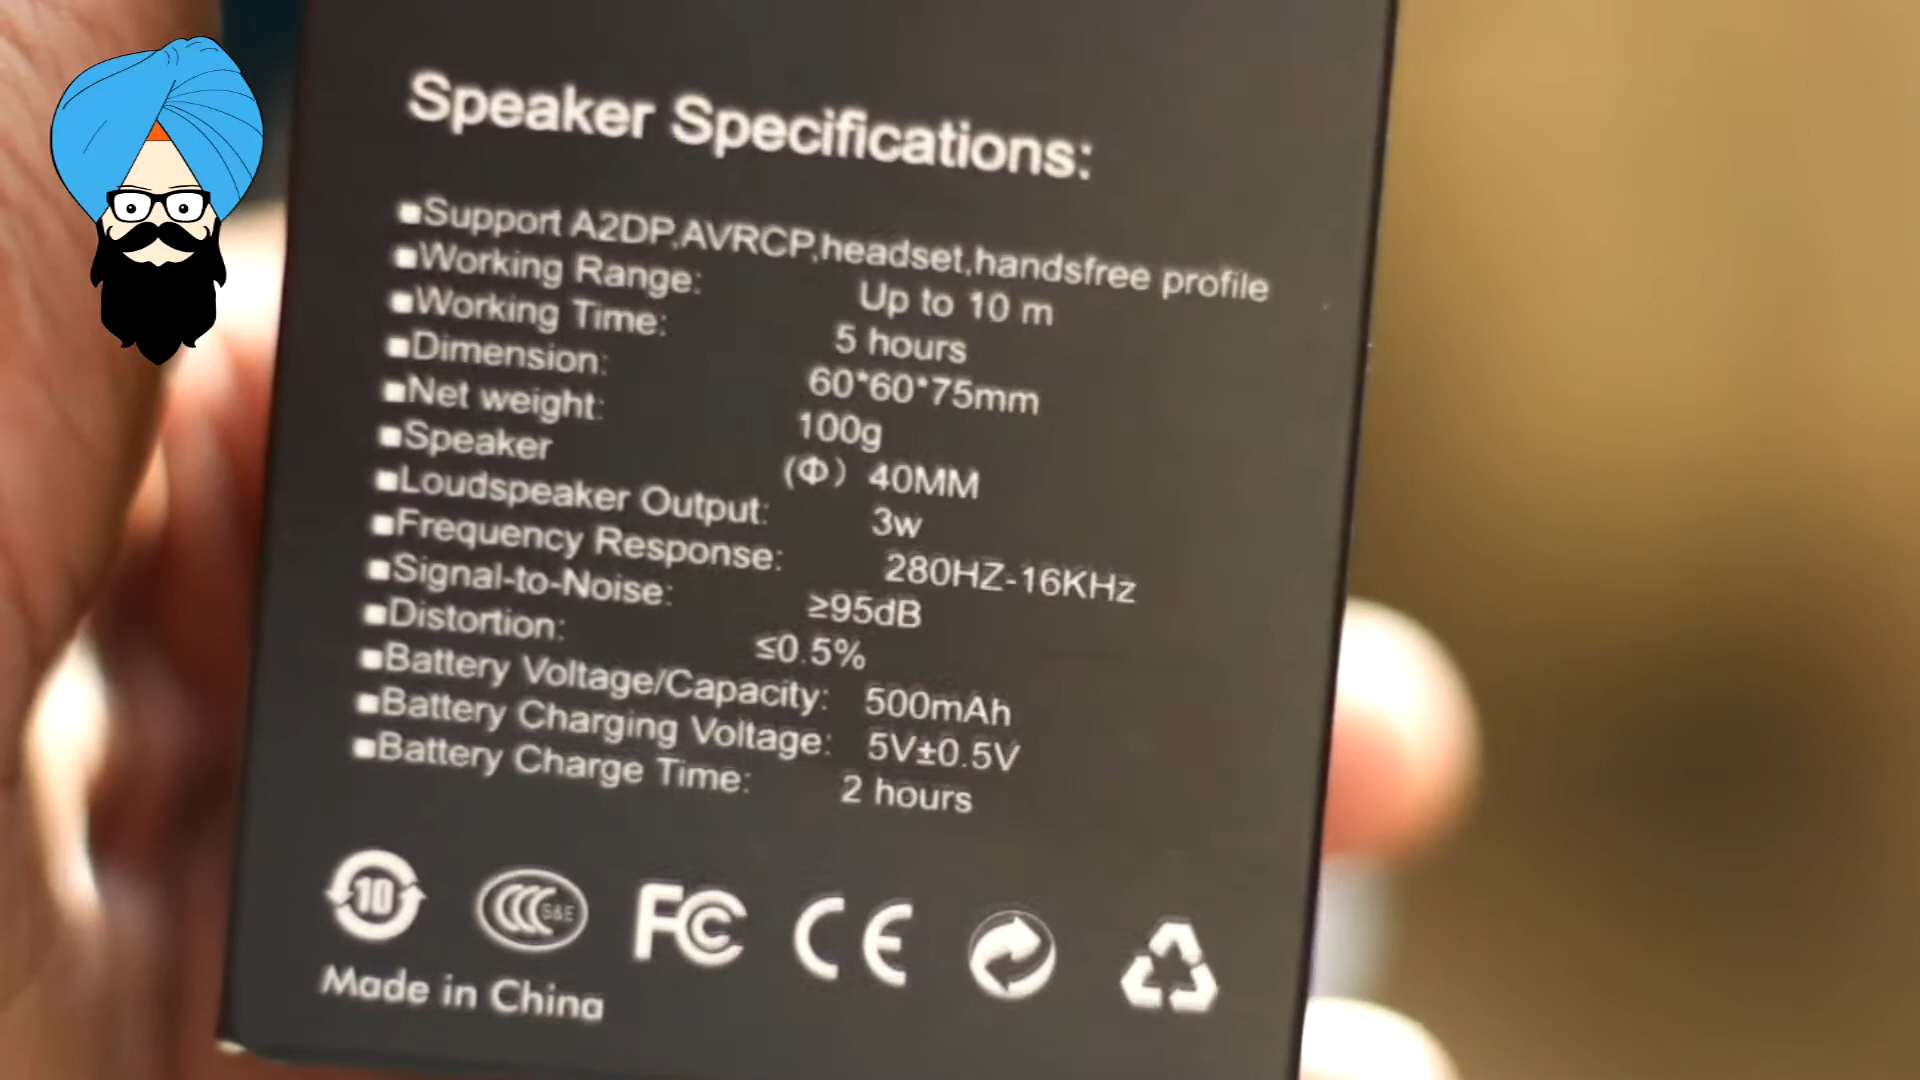 Speaker Specifications:
■Support A2DP,AVRCP,headset,handsfree profile
■Working Range: Up to 10 m
■Working Time: 5 hours
■Dimension: 60*60*75mm
■Net weight: 100g
■Speaker (Φ) 40MM
■Loudspeaker Output: 3w
■Frequency Response: 280HZ-16KHz
■Signal-to-Noise: ≥95dB
■Distortion: ≤0.5%
■Battery Voltage/Capacity: 500mAh
■Battery Charging Voltage: 5V±0.5V
■Battery Charge Time: 2 hours
10 CCC S&E FC CE
Made in China